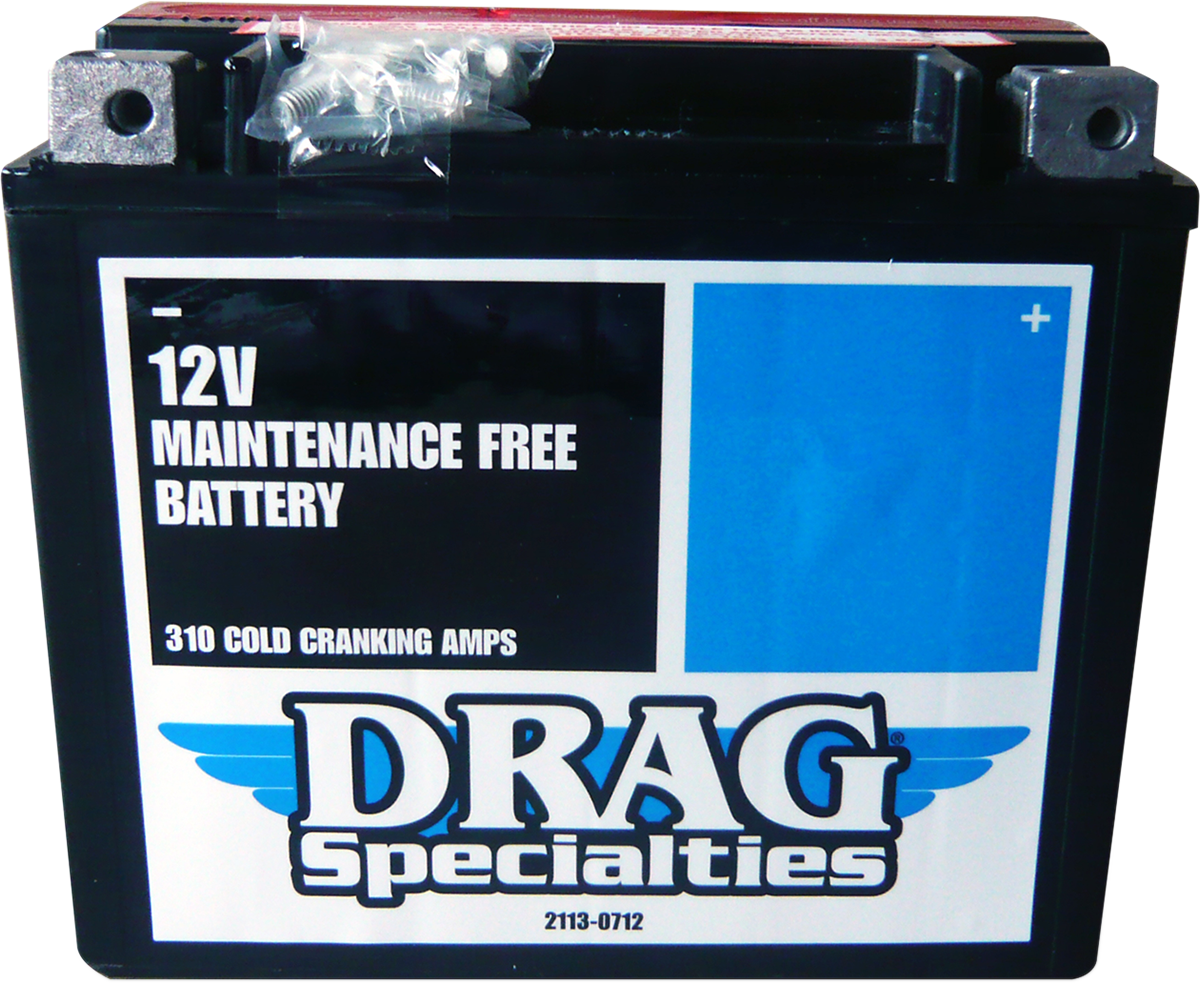 –
+
12V
MAINTENANCE FREE
BATTERY
310 COLD CRANKING AMPS
DRAG®
Specialties
2113-0712